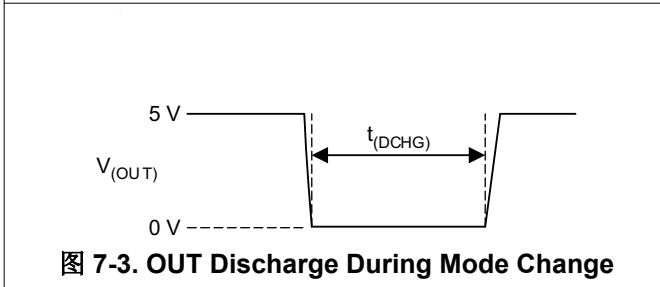 5 V
t(DCHG)
V(OUT)
0 V
图 7-3. OUT Discharge During Mode Change